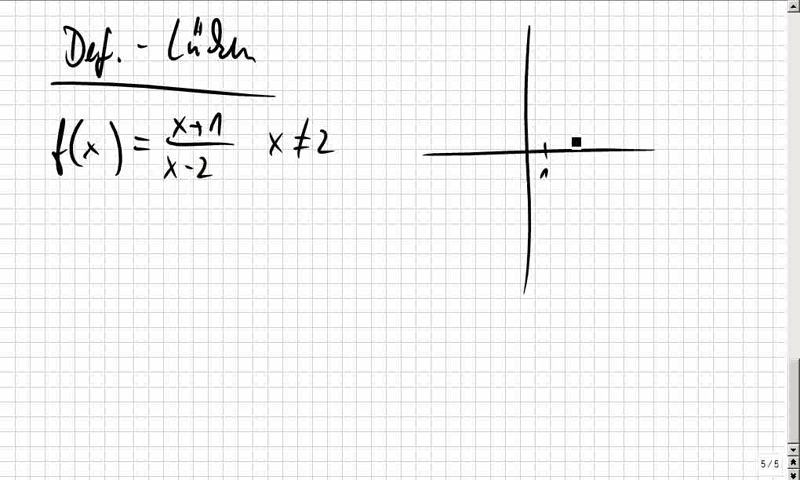 Def. - Lücken
f(x) = x+1 / x-2   x ≠ 2
1
5 / 5